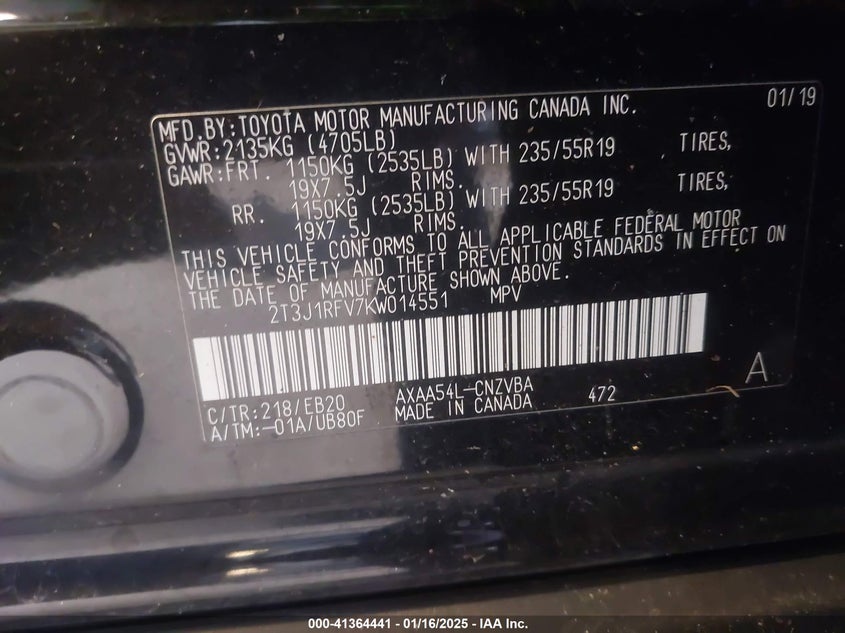 01/19
MFD.BY:TOYOTA MOTOR MANUFACTURING CANADA INC.
GVWR:2135KG (4705LB)
GAWR:FRT. 1150KG (2535LB) WITH 235/55R19 TIRES,
19X7.5J RIMS.
RR. 1150KG (2535LB) WITH 235/55R19 TIRES,
19X7.5J RIMS.
THIS VEHICLE CONFORMS TO ALL APPLICABLE FEDERAL MOTOR
VEHICLE SAFETY AND THEFT PREVENTION STANDARDS IN EFFECT ON
THE DATE OF MANUFACTURE SHOWN ABOVE.
2T3J1RFV7KW014551 MPV
A
C/TR:218/EB20 AXAA54L-CNZVBA 472
A/TM:-01A/UB80F MADE IN CANADA
000-41364441 - 01/16/2025 - IAA Inc.